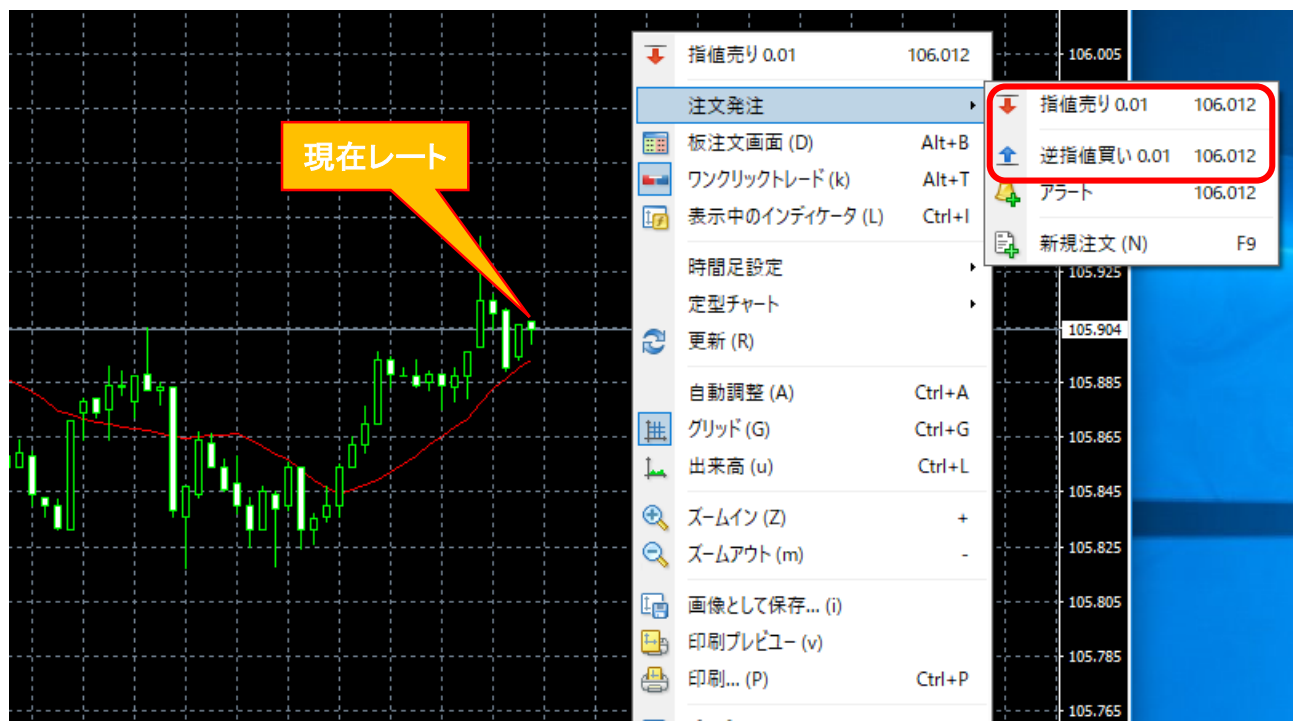 現在レート
指値売り 0.01 106.012
注文発注
板注文画面 (D) Alt+B
ワンクリックトレード (k) Alt+T
表示中のインディケータ (L) Ctrl+I
時間足設定
定型チャート
更新 (R)
自動調整 (A) Ctrl+A
グリッド (G) Ctrl+G
出来高 (u) Ctrl+L
ズームイン (Z) +
ズームアウト (m) -
画像として保存... (i)
印刷プレビュー (v)
印刷... (P) Ctrl+P
指値売り 0.01 106.012
逆指値買い 0.01 106.012
アラート 106.012
新規注文 (N) F9
106.005
105.925
105.904
105.885
105.865
105.845
105.825
105.805
105.785
105.765